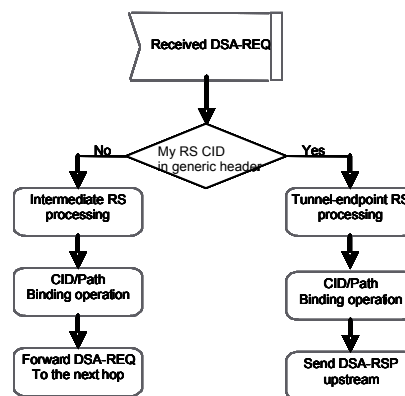 Received DSA-REQ
My RS CID
in generic header
No
Yes
Intermediate RS
processing
Tunnel-endpoint RS
processing
CID/Path
Binding operation
CID/Path
Binding operation
Forward DSA-REQ
To the next hop
Send DSA-RSP
upstream